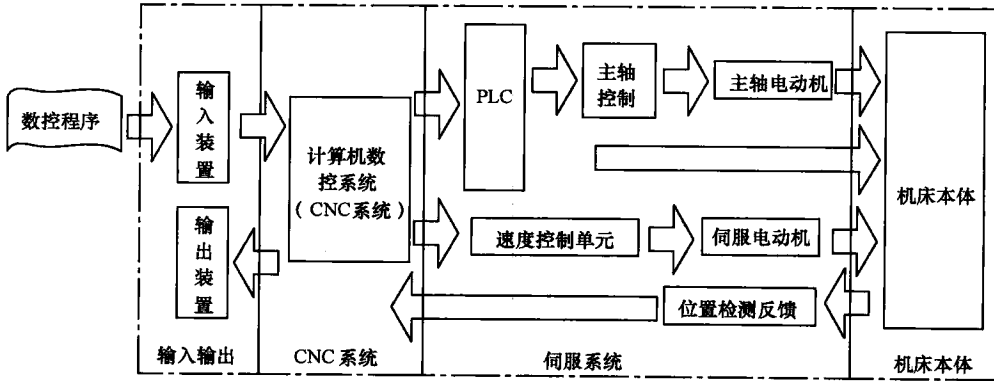 数控程序
输入装置
输出装置
计算机数
控系统
(CNC系统)
PLC
主轴
控制
主轴电动机
速度控制单元
伺服电动机
位置检测反馈
机床本体
输入输出
CNC 系统
伺服系统
机床本体